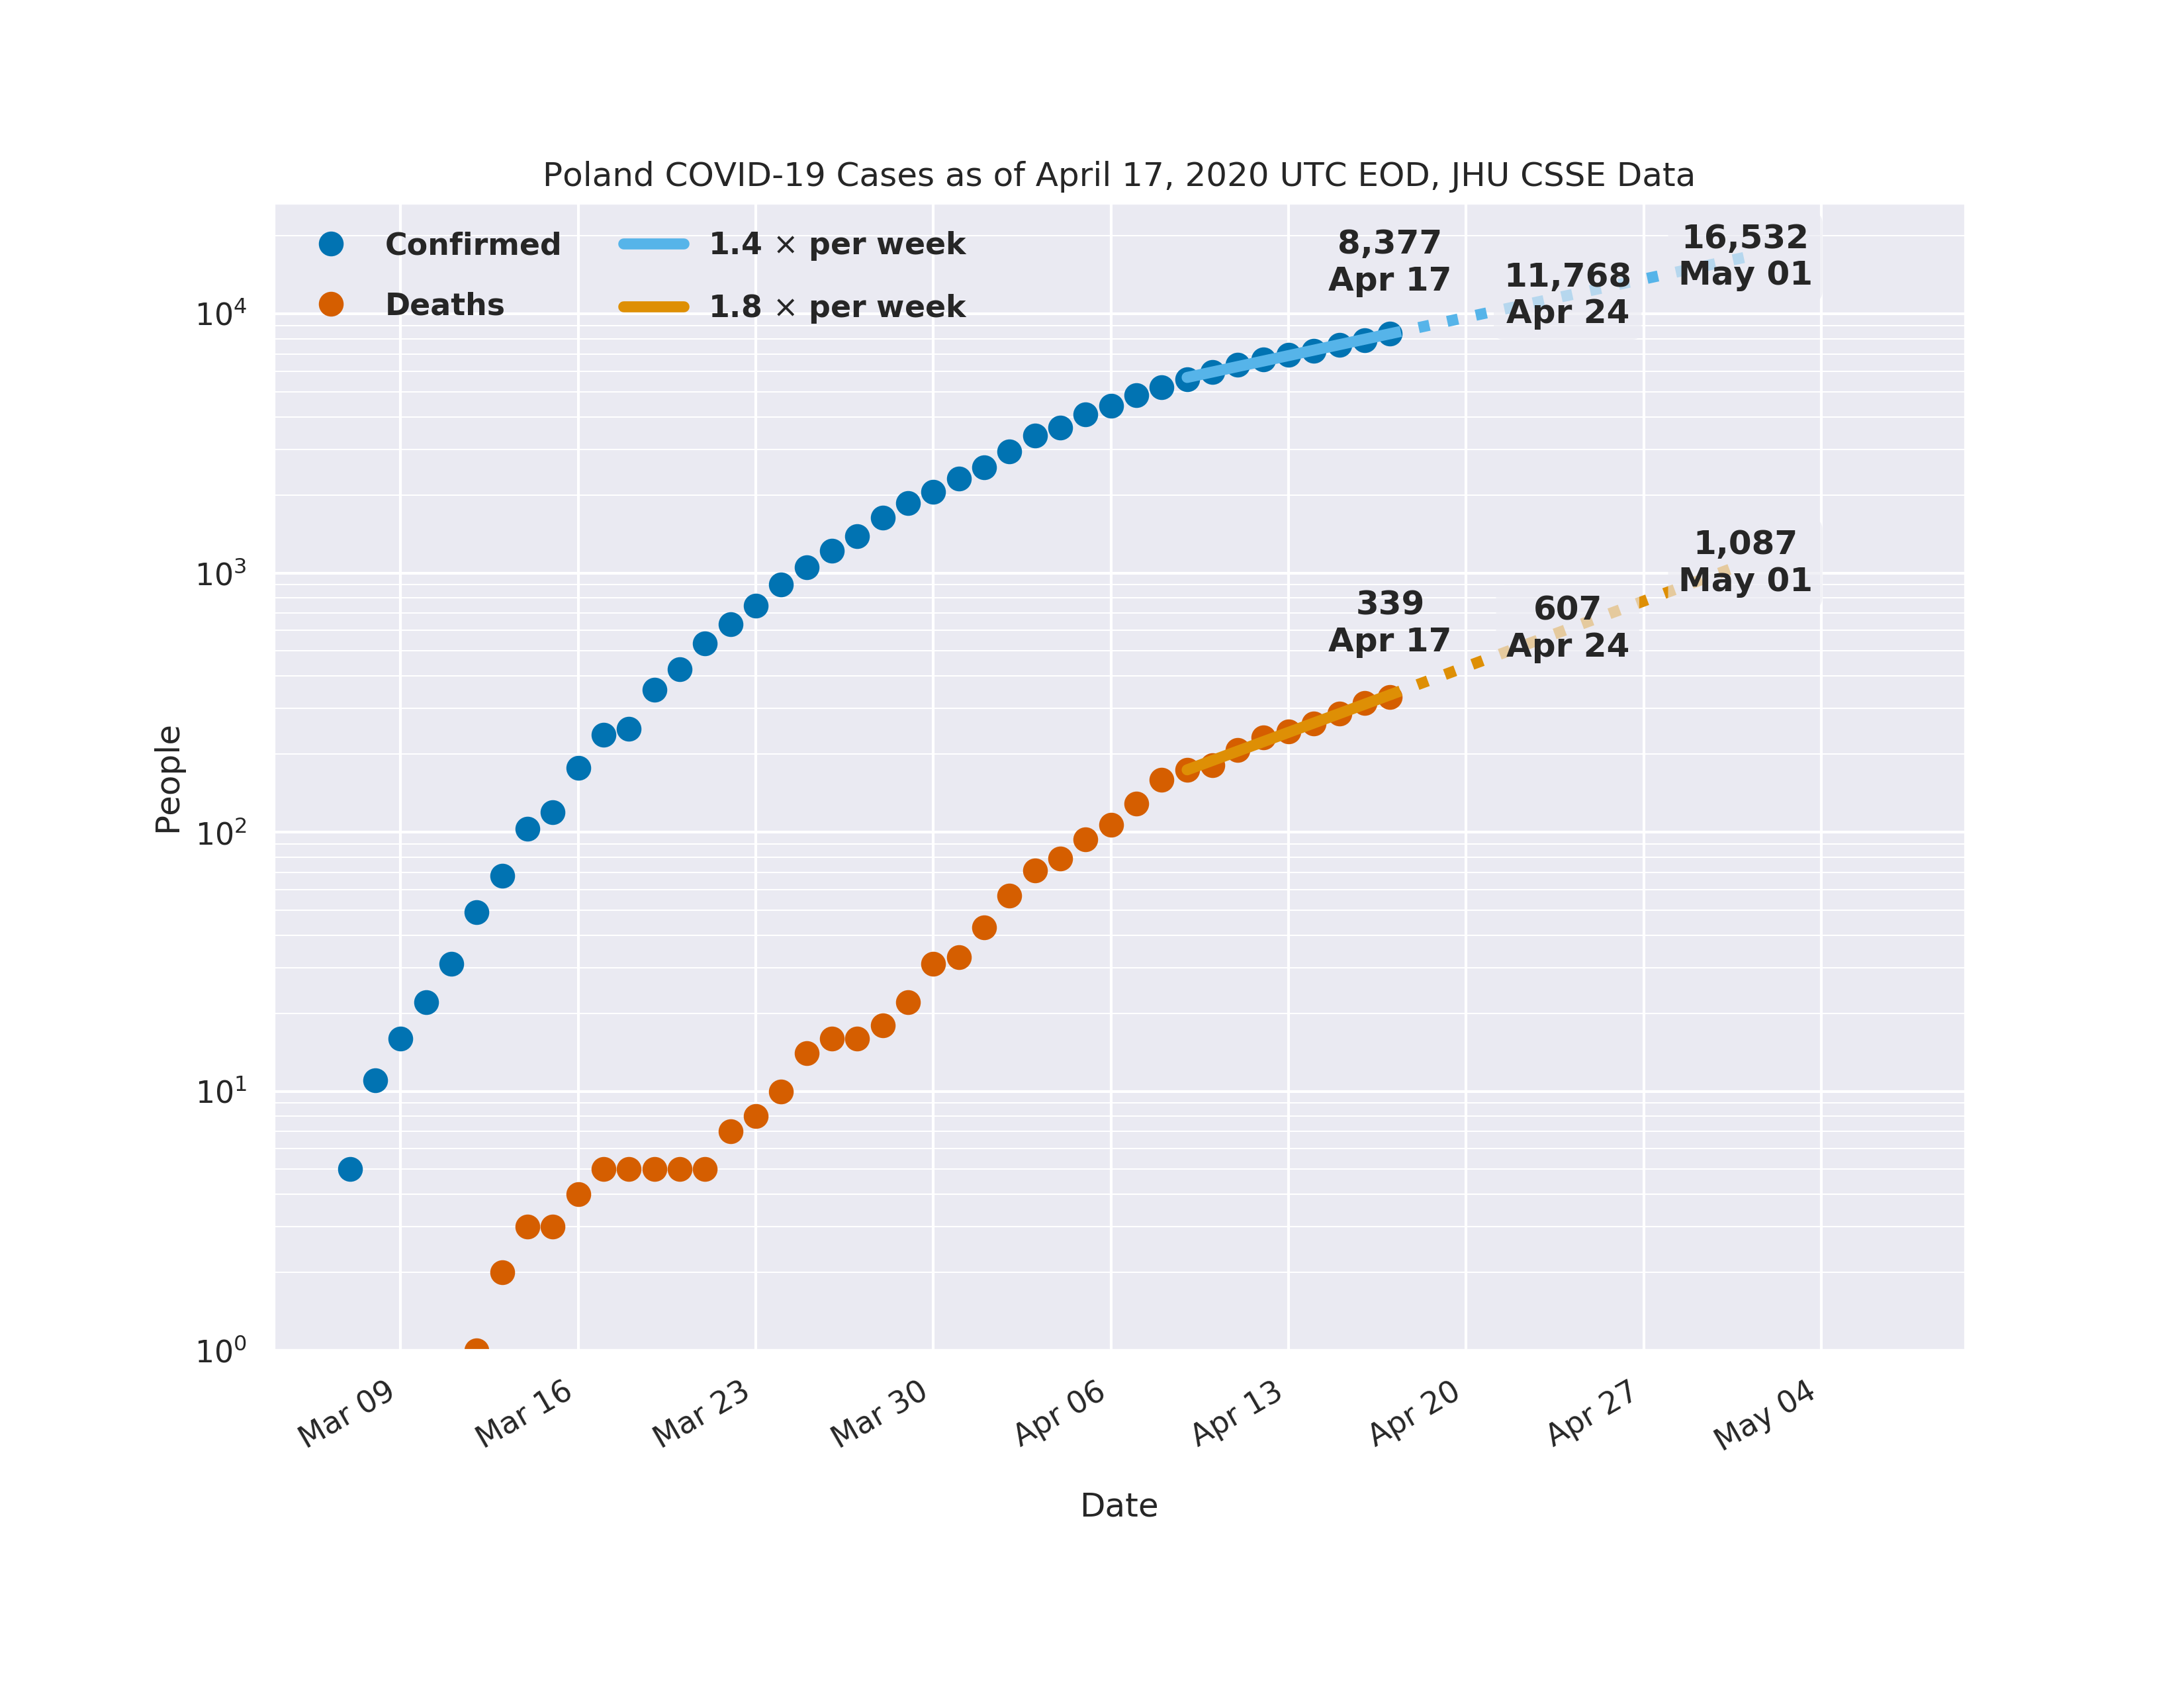 Poland COVID-19 Cases as of April 17, 2020 UTC EOD, JHU CSSE Data
Confirmed
Deaths
1.4 × per week
1.8 × per week
8,377
Apr 17
11,768
Apr 24
16,532
May 01
339
Apr 17
607
Apr 24
1,087
May 01
People
10⁴
10³
10²
10¹
10⁰
Mar 09
Mar 16
Mar 23
Mar 30
Apr 06
Apr 13
Apr 20
Apr 27
May 04
Date